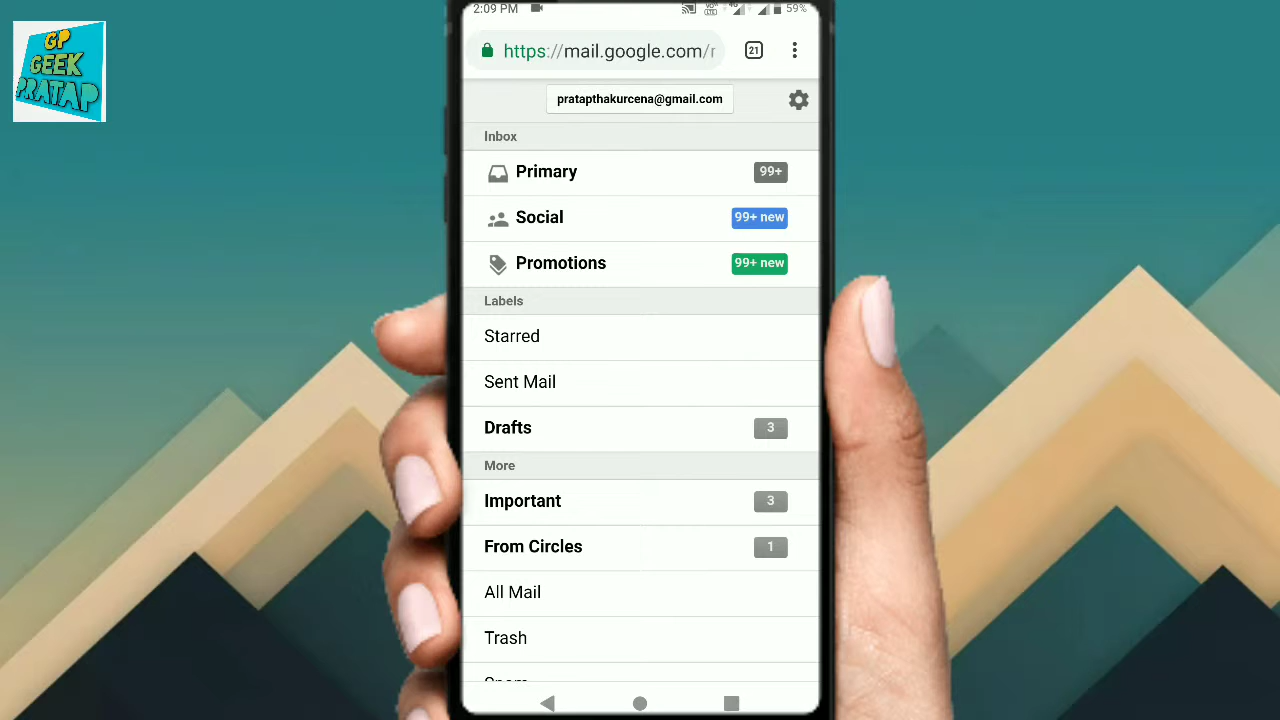 GP
GEEK
PRATAP
2:09 PM 59%
https://mail.google.com/r 21
pratapthakurcena@gmail.com
Inbox
Primary 99+
Social 99+ new
Promotions 99+ new
Labels
Starred
Sent Mail
Drafts 3
More
Important 3
From Circles 1
All Mail
Trash